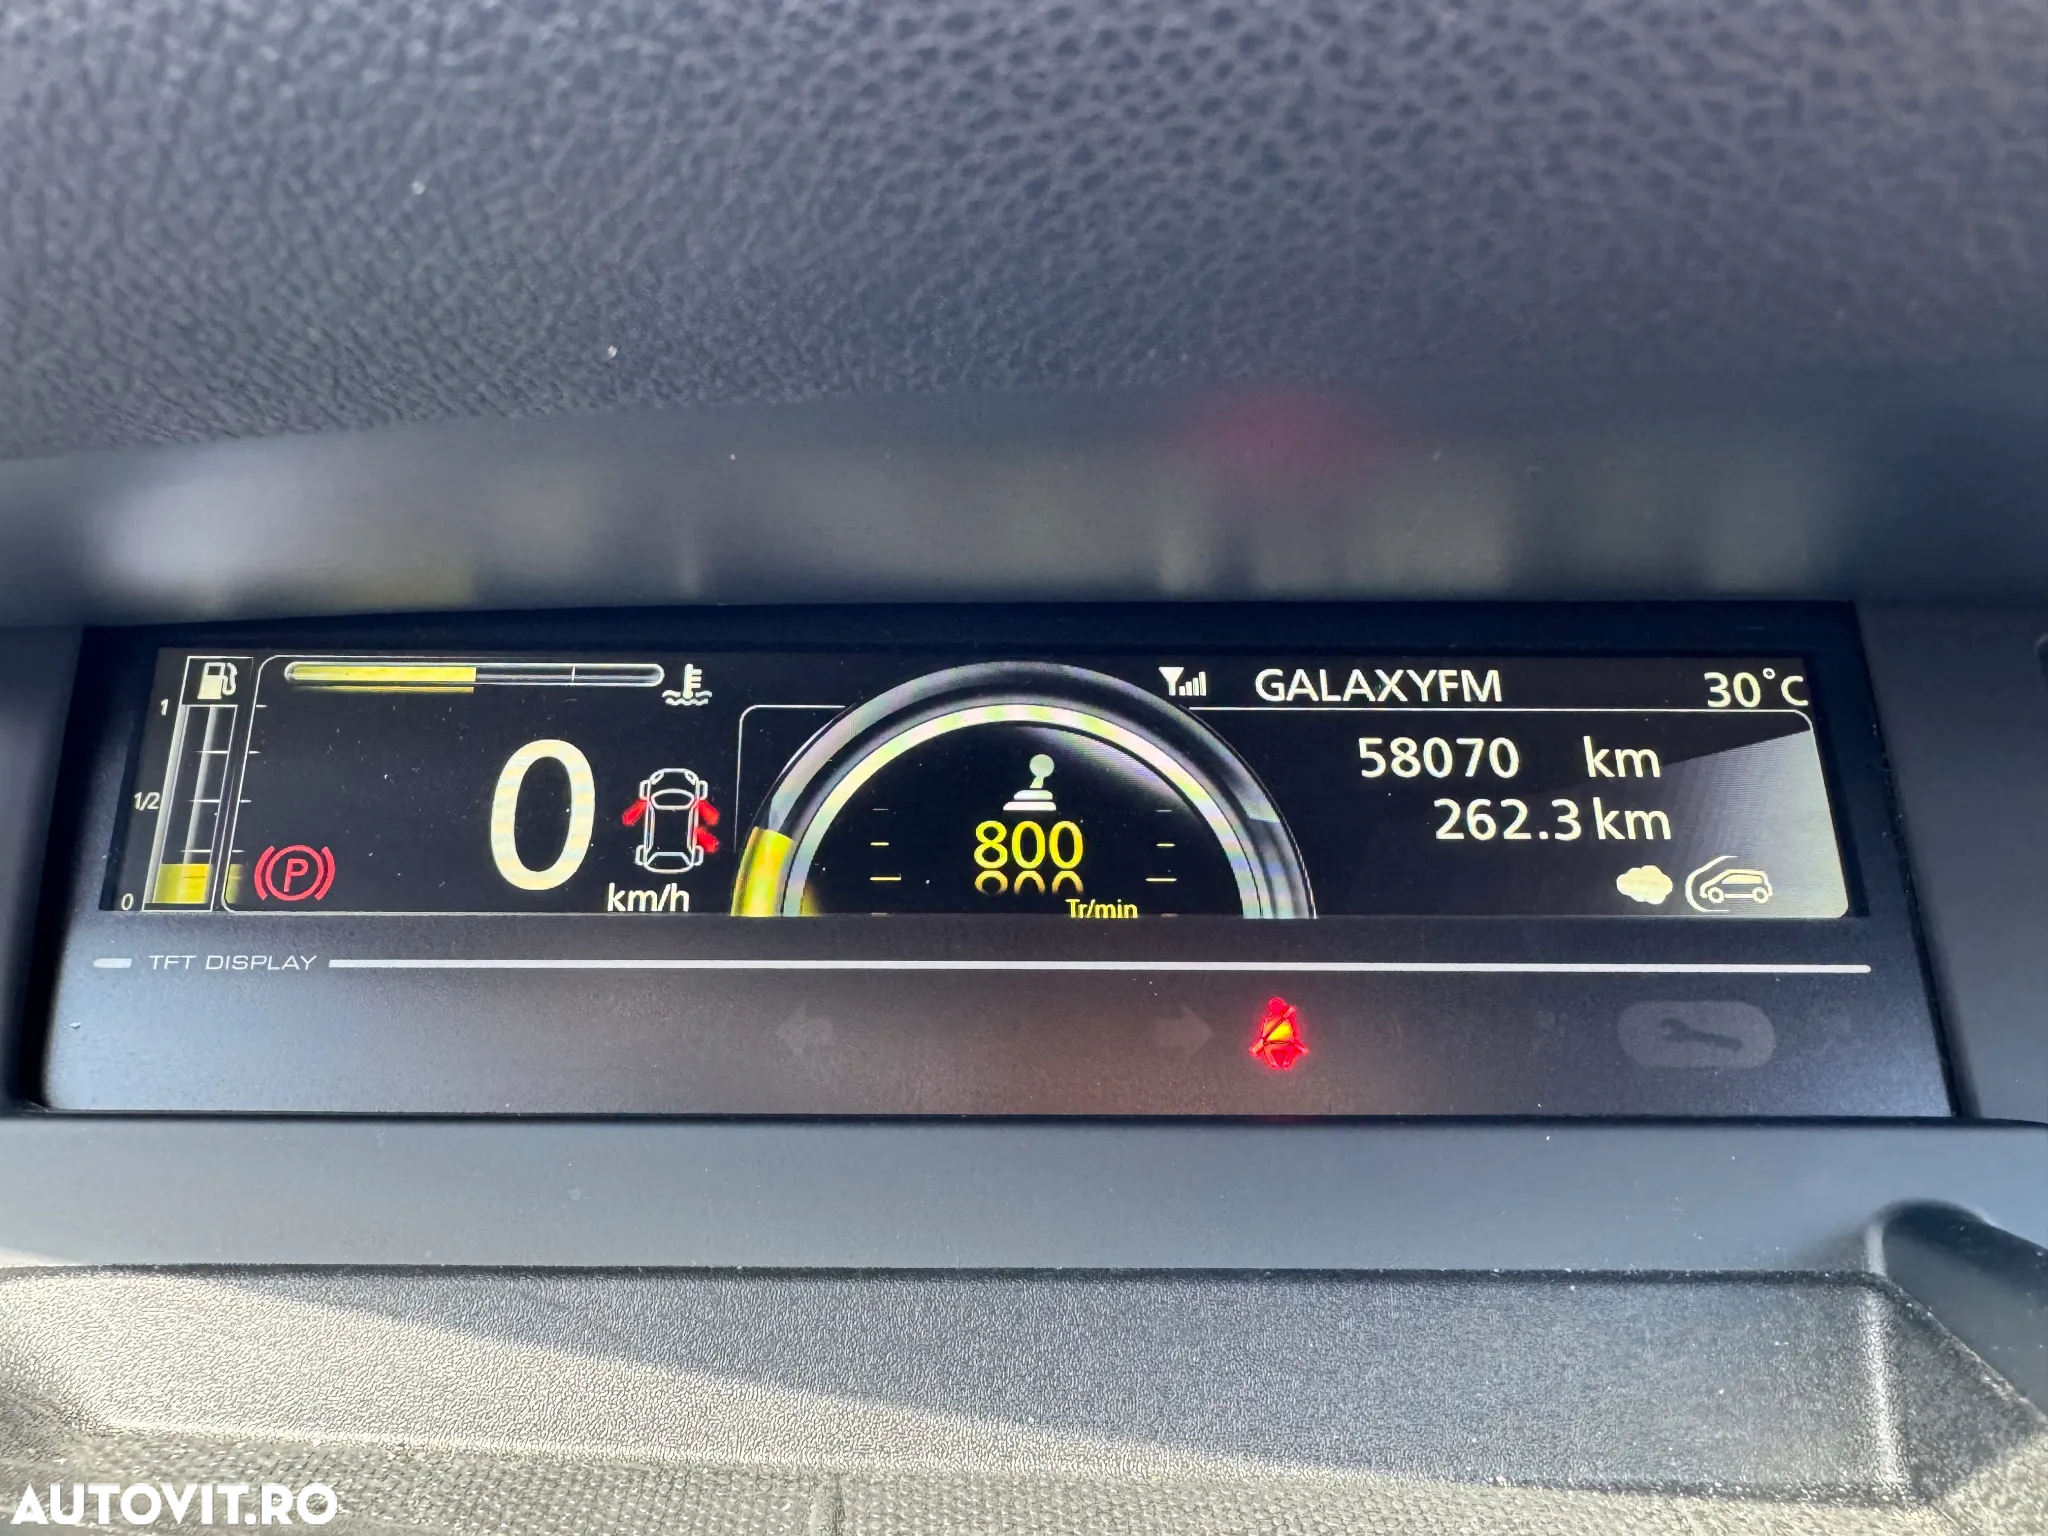 GALAXYFM 30°C
1
58070 km
1/2
0
800
262.3 km
0
P
km/h
Tr/min
TFT DISPLAY
AUTOVIT.RO